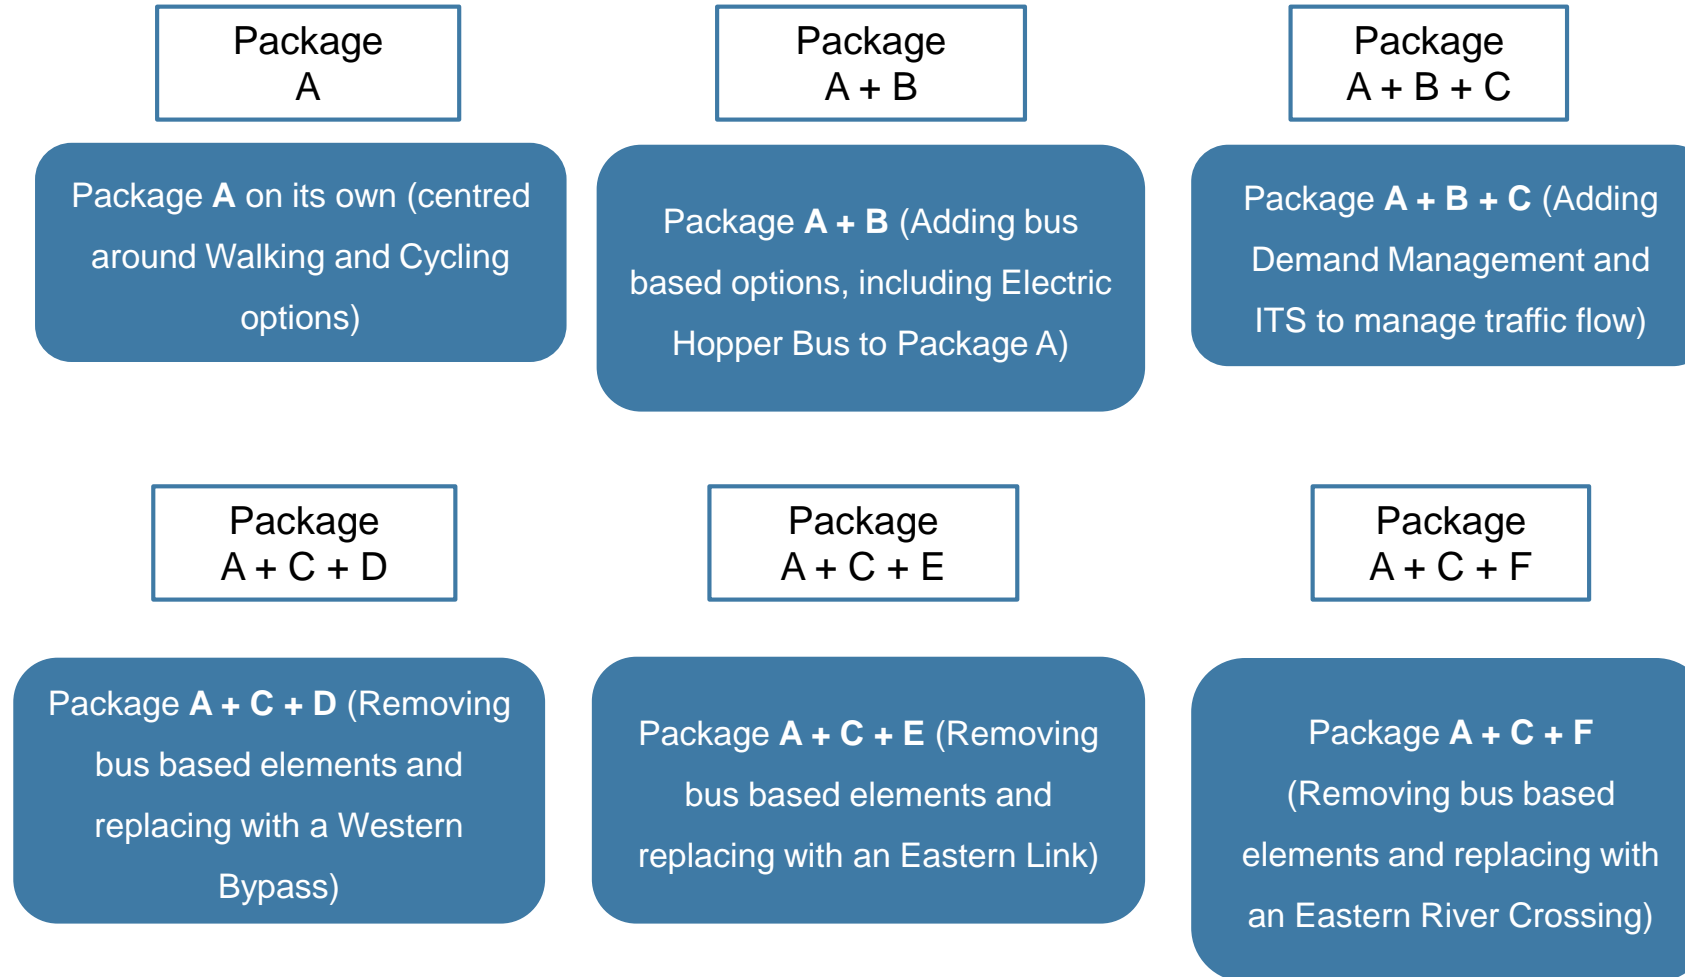 Package
A
Package
A + B
Package
A + B + C
Package A on its own (centred
around Walking and Cycling
options)
Package A + B (Adding bus
based options, including Electric
Hopper Bus to Package A)
Package A + B + C (Adding
Demand Management and
ITS to manage traffic flow)
Package
A + C + D
Package
A + C + E
Package
A + C + F
Package A + C + D (Removing
bus based elements and
replacing with a Western
Bypass)
Package A + C + E (Removing
bus based elements and
replacing with an Eastern Link)
Package A + C + F
(Removing bus based
elements and replacing with
an Eastern River Crossing)